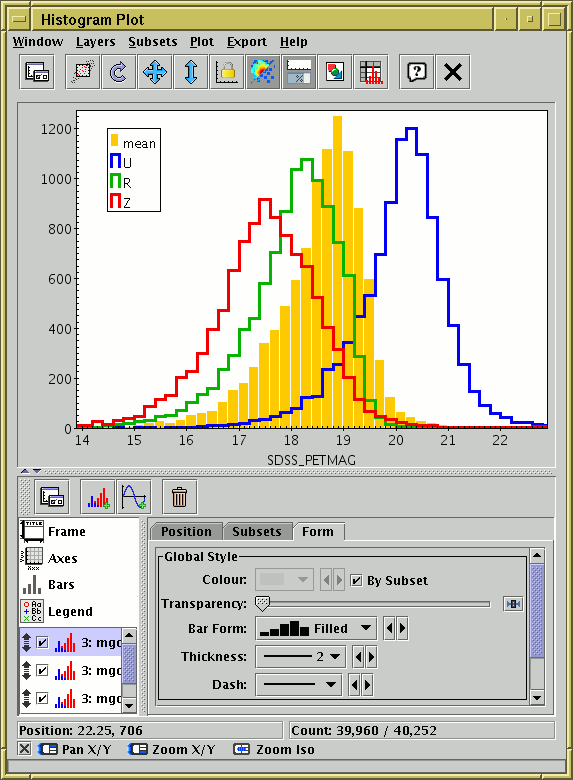 Histogram Plot
Window Layers Subsets Plot Export Help
mean
U
R
Z
1200
1000
800
600
400
200
0
14 15 16 17 18 19 20 21 22
SDSS_PETMAG
Position Subsets Form
TITLE Frame
Axes
Bars
Legend
3: mgc
3: mgc
3: mgc
Global Style
Colour: By Subset
Transparency:
Bar Form: Filled
Thickness: 2
Dash:
Position: 22.25, 706 Count: 39,960 / 40,252
Pan X/Y Zoom X/Y Zoom Iso